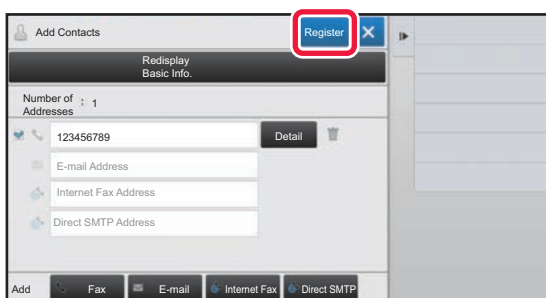 Add Contacts
Register
Redisplay
Basic Info.
Number of
Addresses : 1
123456789
Detail
E-mail Address
Internet Fax Address
Direct SMTP Address
Add
Fax
E-mail
Internet Fax
Direct SMTP